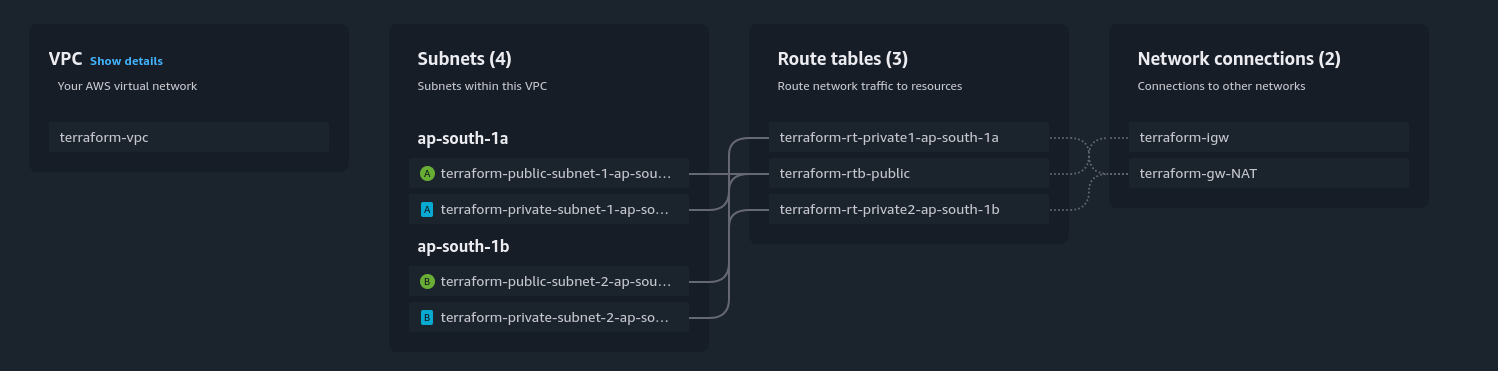 VPC Show details
Your AWS virtual network
terraform-vpc
Subnets (4)
Subnets within this VPC
ap-south-1a
A terraform-public-subnet-1-ap-sou...
A terraform-private-subnet-1-ap-so...
ap-south-1b
B terraform-public-subnet-2-ap-sou...
B terraform-private-subnet-2-ap-so...
Route tables (3)
Route network traffic to resources
terraform-rt-private1-ap-south-1a
terraform-rtb-public
terraform-rt-private2-ap-south-1b
Network connections (2)
Connections to other networks
terraform-igw
terraform-gw-NAT